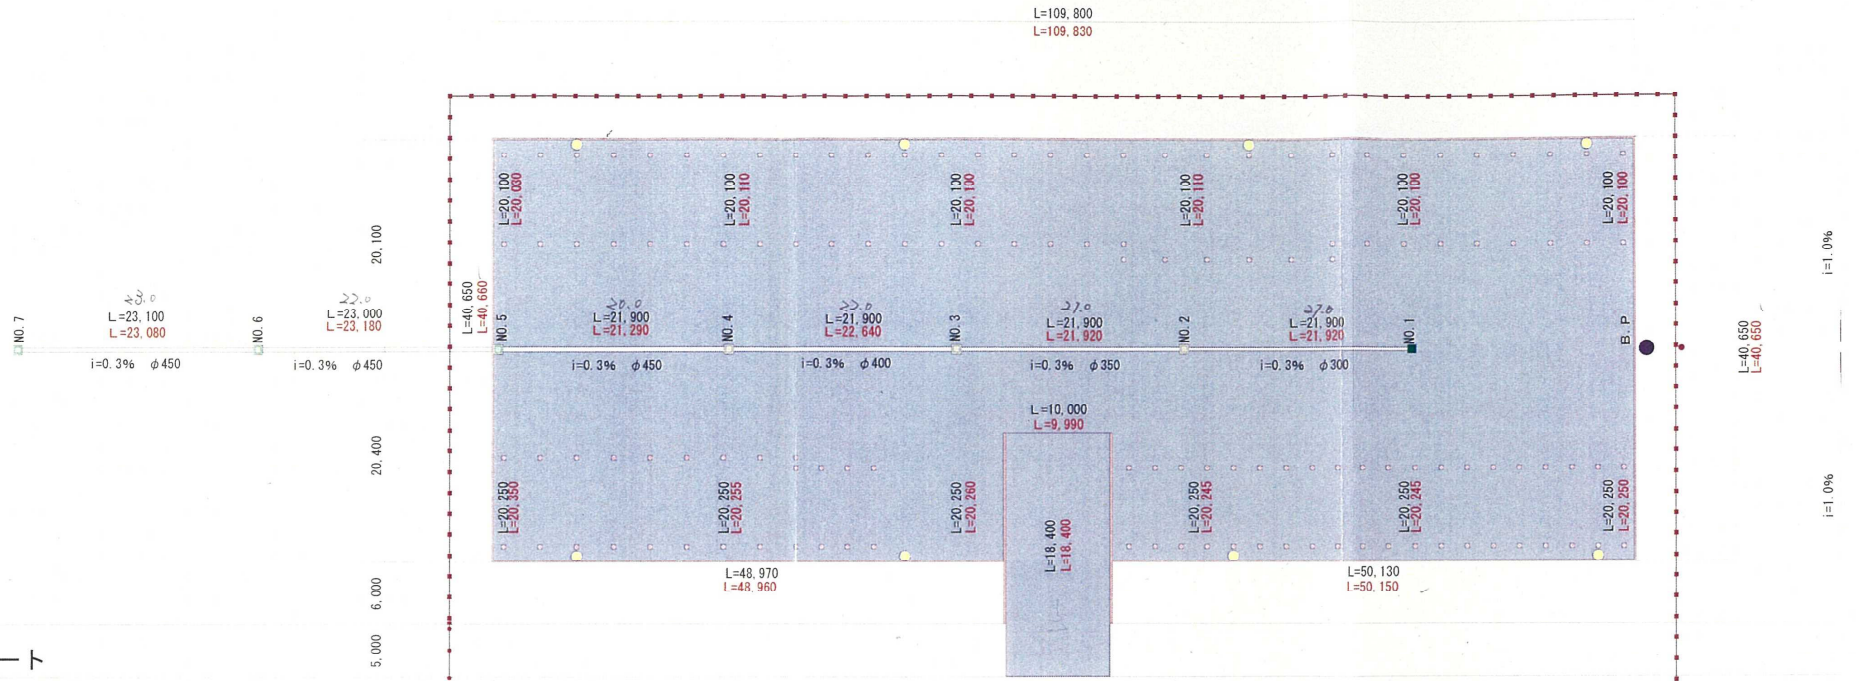 L=109,800
L=109,830
L=20,100
L=20,030
L=20,100
L=20,110
L=20,100
L=20,100
L=20,100
L=20,110
L=20,100
L=20,100
L=20,100
L=20,100
20,100
i=1.0%
NO.7
L=23,100
L=23,080
i=0.3% φ450
NO.6
22.0
L=23,000
L=23,180
i=0.3% φ450
L=40,650
L=40,660
NO.5
20.0
L=21,900
L=21,290
i=0.3% φ450
NO.4
L=21,900
L=22,640
i=0.3% φ400
NO.3
L=21,900
L=21,920
i=0.3% φ350
NO.2
L=21,900
L=21,920
i=0.3% φ300
NO.1
B.P
L=40,650
L=40,650
L=10,000
L=9,990
20,400
L=20,250
L=20,350
L=20,250
L=20,255
L=20,250
L=20,260
L=18,400
L=18,400
L=20,250
L=20,245
L=20,250
L=20,245
L=20,250
L=20,250
i=1.0%
L=48,970
L=48,960
L=50,130
L=50,150
6,000
5,000
ート